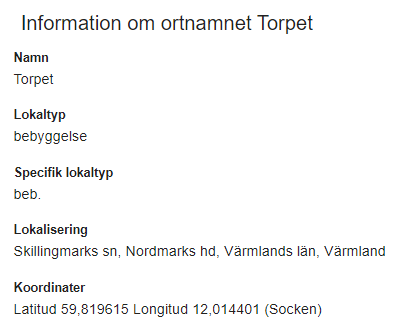 Information om ortnamnet Torpet
Namn
Torpet
Lokaltyp
bebyggelse
Specifik lokaltyp
beb.
Lokalisering
Skillingmarks sn, Nordmarks hd, Värmlands län, Värmland
Koordinater
Latitud 59,819615 Longitud 12,014401 (Socken)